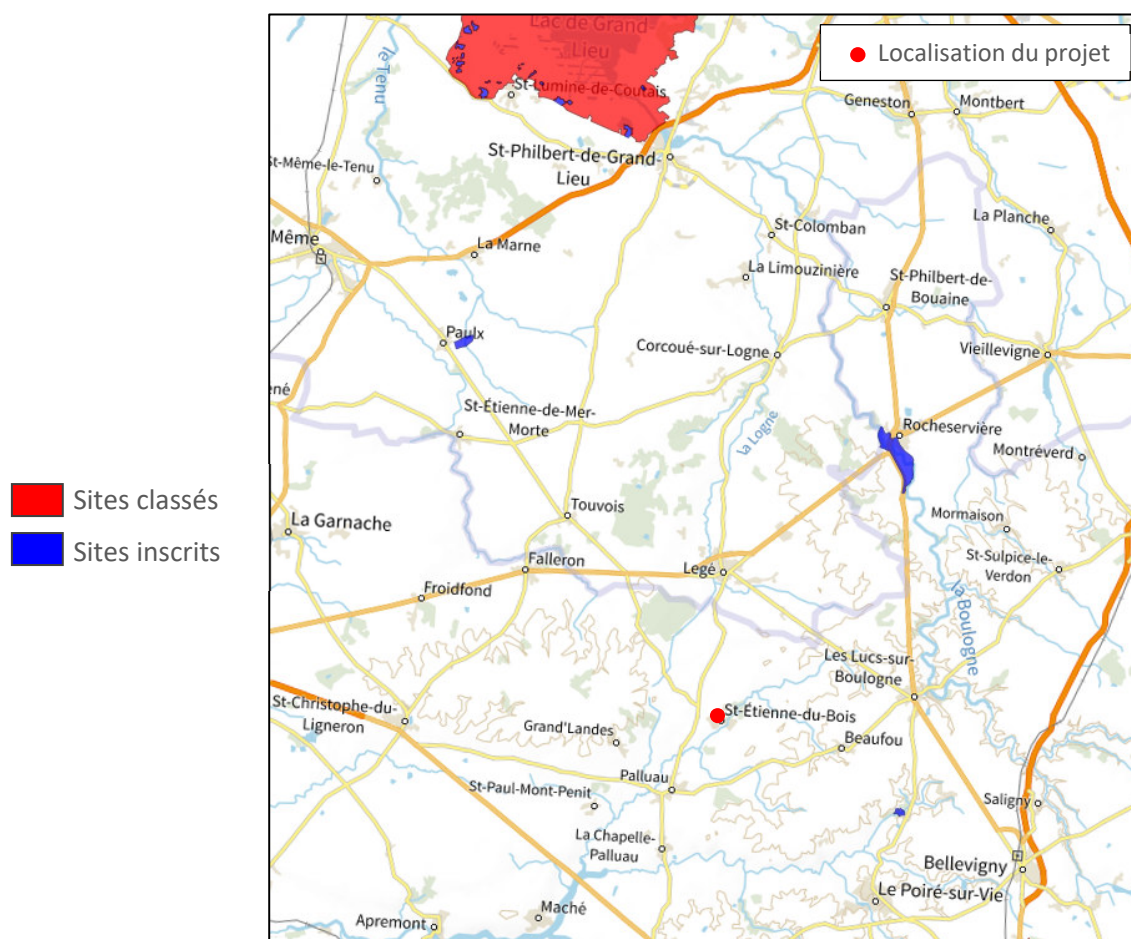 Lac de Grand
Lieu
Localisation du projet
le Tenu
St-Lumine-de-Coutais
Geneston
Montbert
St-Philbert-de-Grand-
Lieu
St-Même-le-Tenu
La Planche
St-Colomban
Même
La Marne
La Limouzinière
St-Philbert-de-
Bouaine
Paulx
Corcoué-sur-Logne
Vieillevigne
ené
St-Étienne-de-Mer-
Morte
la Logne
Rocheservière
Montréverd
Sites classés
Sites inscrits
Touvois
La Garnache
Mormaison
Falleron
Legé
St-Sulpice-le-
Verdon
Froidfond
la Boulogne
Les Lucs-sur-
Boulogne
St-Christophe-du-
Ligneron
St-Étienne-du-Bois
Grand'Landes
Beaufou
Palluau
St-Paul-Mont-Penit
Saligny
La Chapelle-
Palluau
Bellevigny
Le Poiré-sur-Vie
Maché
Apremont